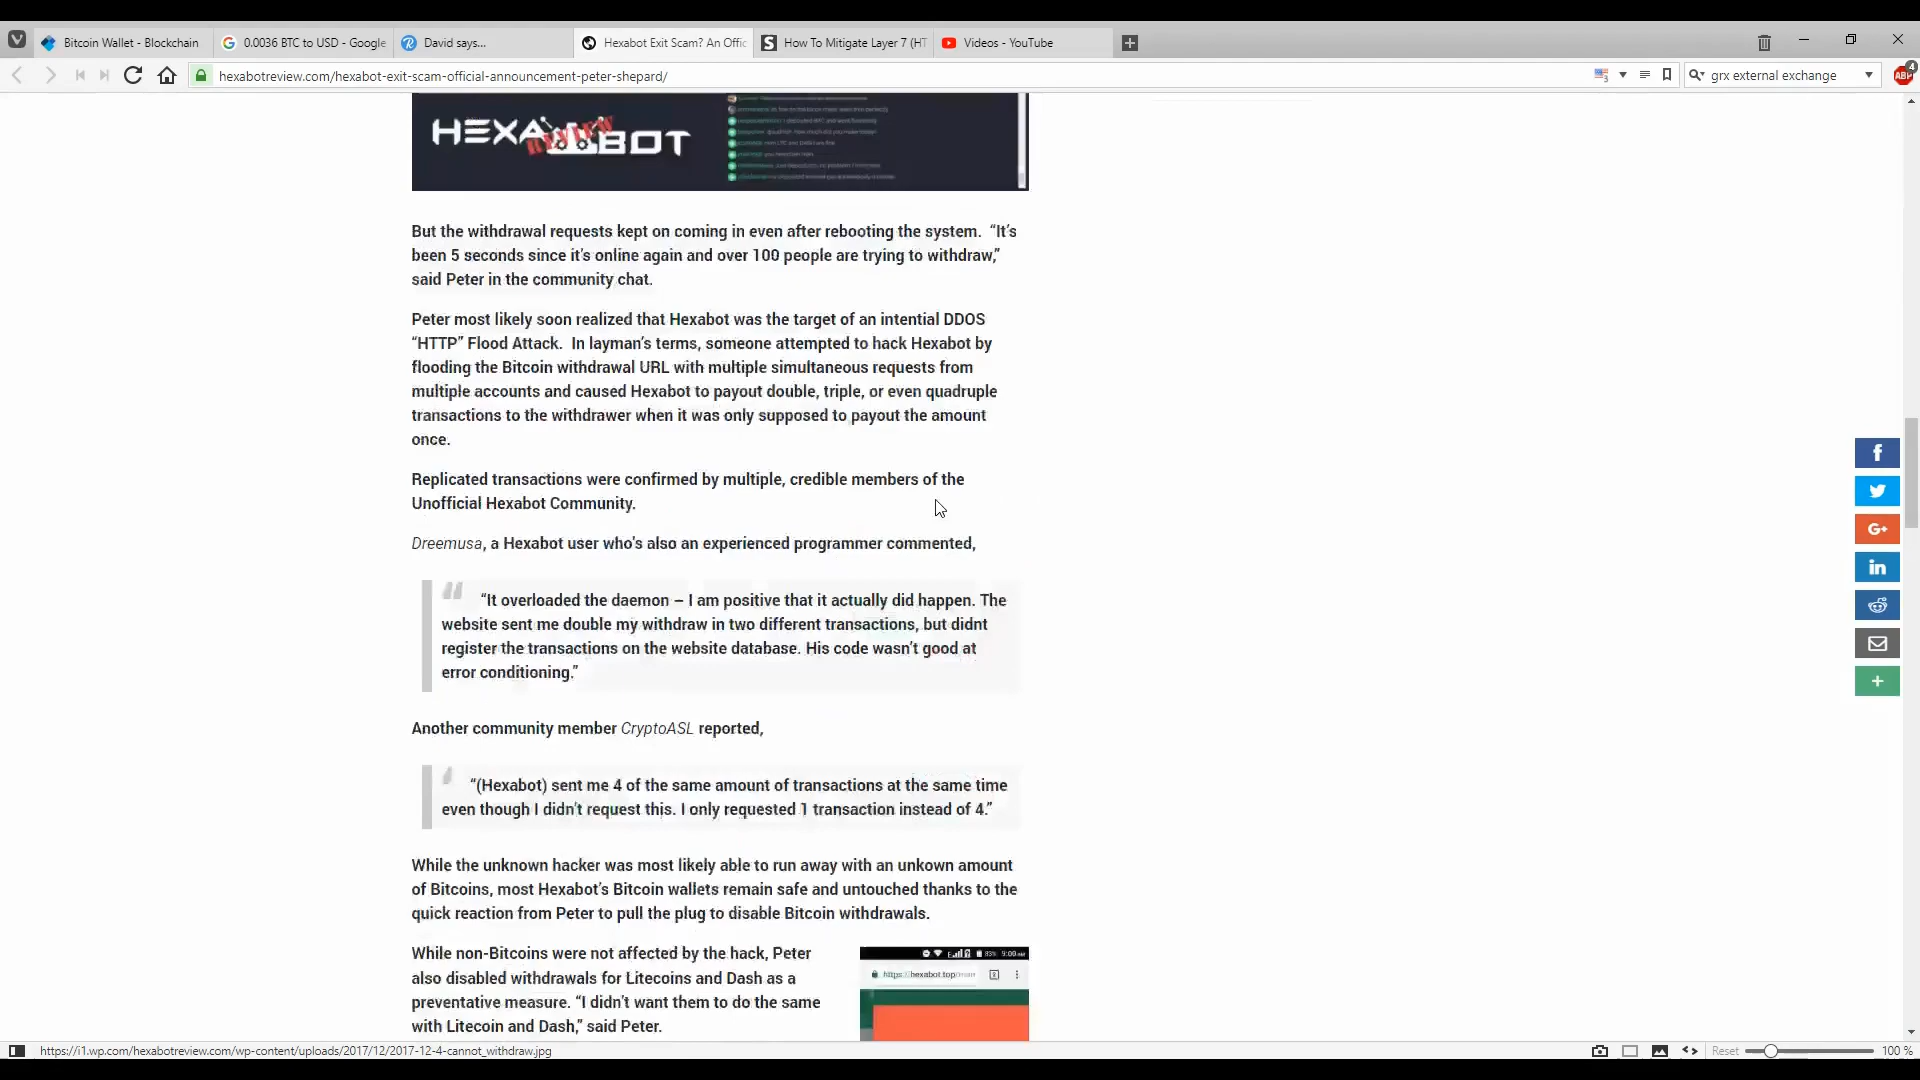 Bitcoin Wallet - Blockchain
0.0036 BTC to USD - Google
David says...
Hexabot Exit Scam? An Offic
How To Mitigate Layer 7 (HT
Videos - YouTube
hexabotreview.com/hexabot-exit-scam-official-announcement-peter-shepard/
grx external exchange
ABP
4
HEXA BOT
REVIEW
But the withdrawal requests kept on coming in even after rebooting the system. “It’s
been 5 seconds since it’s online again and over 100 people are trying to withdraw,”
said Peter in the community chat.
Peter most likely soon realized that Hexabot was the target of an intential DDOS
“HTTP” Flood Attack. In layman’s terms, someone attempted to hack Hexabot by
flooding the Bitcoin withdrawal URL with multiple simultaneous requests from
multiple accounts and caused Hexabot to payout double, triple, or even quadruple
transactions to the withdrawer when it was only supposed to payout the amount
once.
Replicated transactions were confirmed by multiple, credible members of the
Unofficial Hexabot Community.
Dreemusa, a Hexabot user who's also an experienced programmer commented,
“It overloaded the daemon – I am positive that it actually did happen. The
website sent me double my withdraw in two different transactions, but didnt
register the transactions on the website database. His code wasn’t good at
error conditioning.”
Another community member CryptoASL reported,
“(Hexabot) sent me 4 of the same amount of transactions at the same time
even though I didn’t request this. I only requested 1 transaction instead of 4.”
While the unknown hacker was most likely able to run away with an unkown amount
of Bitcoins, most Hexabot’s Bitcoin wallets remain safe and untouched thanks to the
quick reaction from Peter to pull the plug to disable Bitcoin withdrawals.
While non-Bitcoins were not affected by the hack, Peter
also disabled withdrawals for Litecoins and Dash as a
preventative measure. “I didn’t want them to do the same
with Litecoin and Dash,” said Peter.
83% 9:00 AM
https://hexabot.top/
https://i1.wp.com/hexabotreview.com/wp-content/uploads/2017/12/2017-12-4-cannot_withdraw.jpg
Reset
100 %